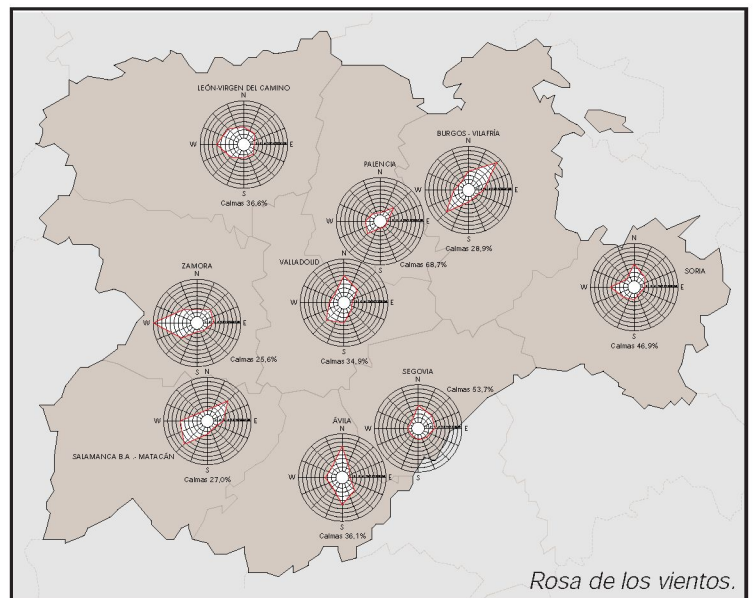 LEÓN-VIRGEN DEL CAMINO
N
W
E
S
Calmas 36,6%
BURGOS - VILAFRÍA
N
W
E
S
Calmas 28,9%
PALENCIA
N
W
E
S
Calmas 68,7%
VALLADOLID
N
W
E
S
Calmas 34,9%
ZAMORA
N
W
E
S
Calmas 25,6%
SORIA
N
W
E
S
Calmas 46,9%
SALAMANCA B.A .- MATACÁN
N
W
E
S
Calmas 27,0%
SEGOVIA
N
W
E
S
Calmas 53,7%
ÁVILA
N
W
E
S
Calmas 36,1%
Rosa de los vientos.